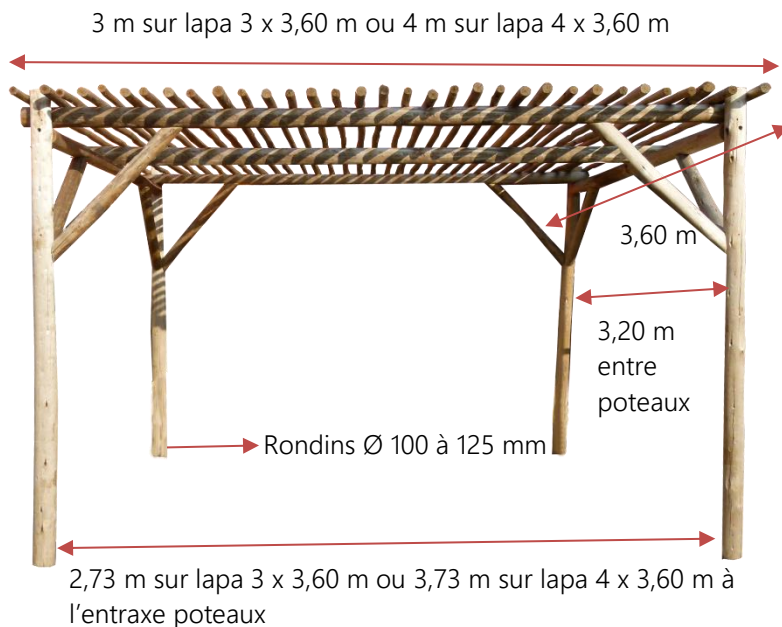 3 m sur lapa 3 x 3,60 m ou 4 m sur lapa 4 x 3,60 m
3,60 m
3,20 m
entre
poteaux
Rondins Ø 100 à 125 mm
2,73 m sur lapa 3 x 3,60 m ou 3,73 m sur lapa 4 x 3,60 m à
l’entraxe poteaux